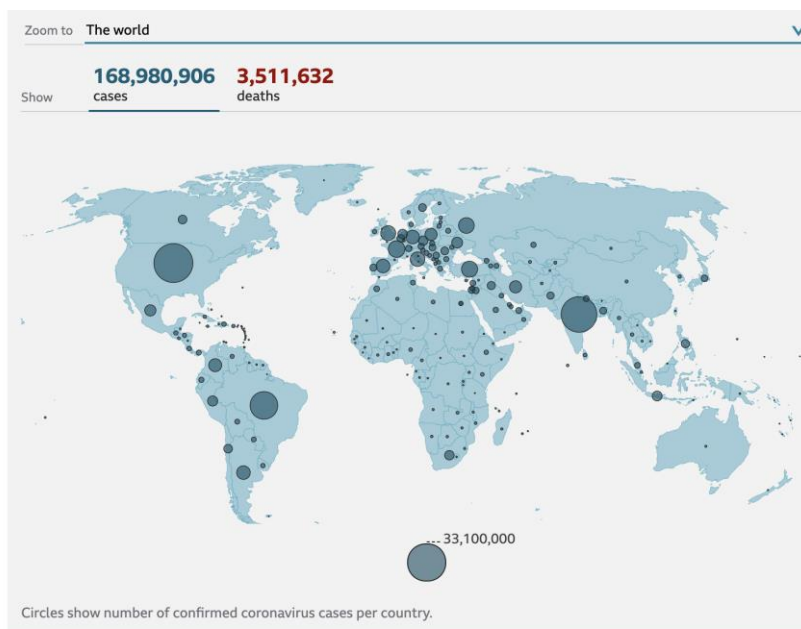 Zoom to The world
168,980,906 3,511,632
Show cases deaths
33,100,000
Circles show number of confirmed coronavirus cases per country.